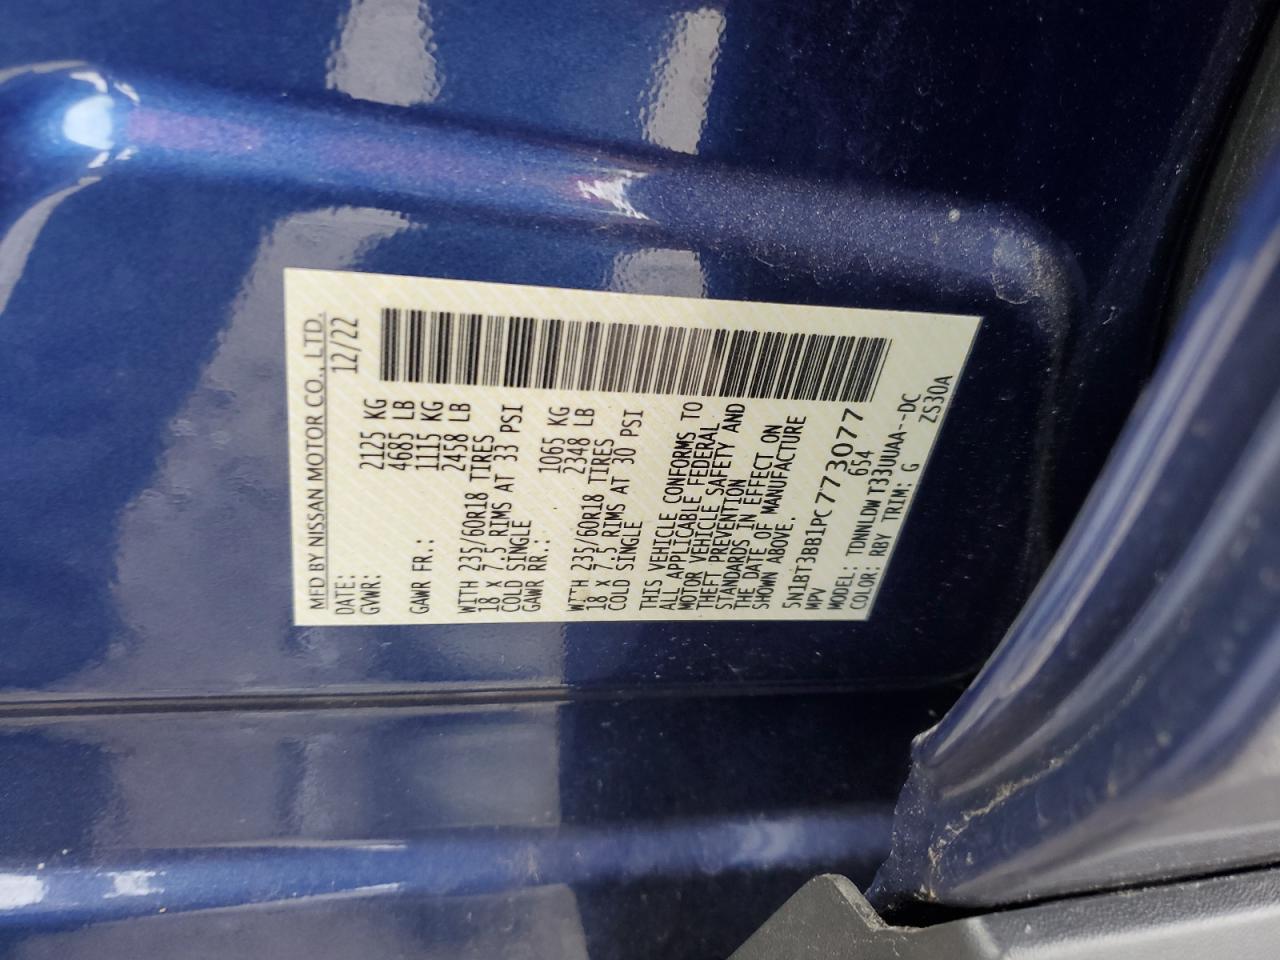 MFD BY NISSAN MOTOR CO., LTD.
DATE: 12/22
GVWR: 2125 KG
4685 LB
GAWR FR.: 1115 KG
2458 LB
WITH 235/60R18 TIRES
18 X 7.5 RIMS AT 33 PSI
COLD SINGLE
GAWR RR.: 1065 KG
2348 LB
WITH 235/60R18 TIRES
18 X 7.5 RIMS AT 30 PSI
COLD SINGLE
THIS VEHICLE CONFORMS TO
ALL APPLICABLE FEDERAL
MOTOR VEHICLE SAFETY AND
THEFT PREVENTION
STANDARDS IN EFFECT ON
THE DATE OF MANUFACTURE
SHOWN ABOVE.
5N1BT3BB1PC773077
MPV 654
MODEL: TDNNLDWT33UUAA--DC
COLOR: RBY TRIM: G ZS30A